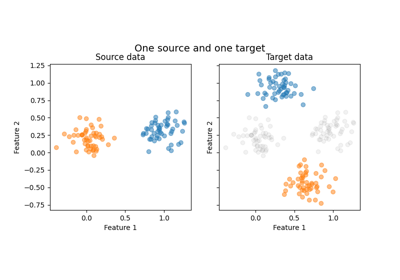 One source and one target
Source data
Target data
1.25
1.00
0.75
0.50
0.25
0.00
−0.25
−0.50
−0.75
Feature 2
0.0
0.5
1.0
Feature 1
Feature 2
0.0
0.5
1.0
Feature 1